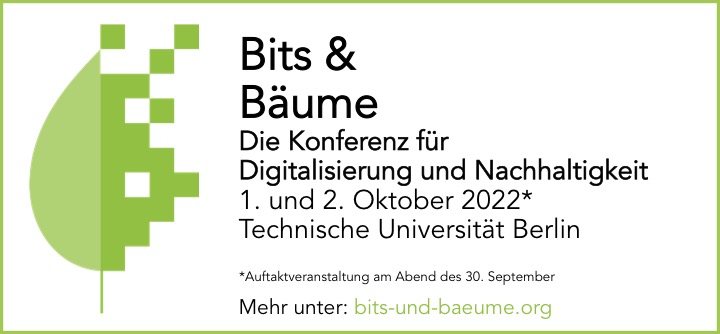 Bits &
Bäume
Die Konferenz für
Digitalisierung und Nachhaltigkeit
1. und 2. Oktober 2022*
Technische Universität Berlin
*Auftaktveranstaltung am Abend des 30. September
Mehr unter: bits-und-baeume.org